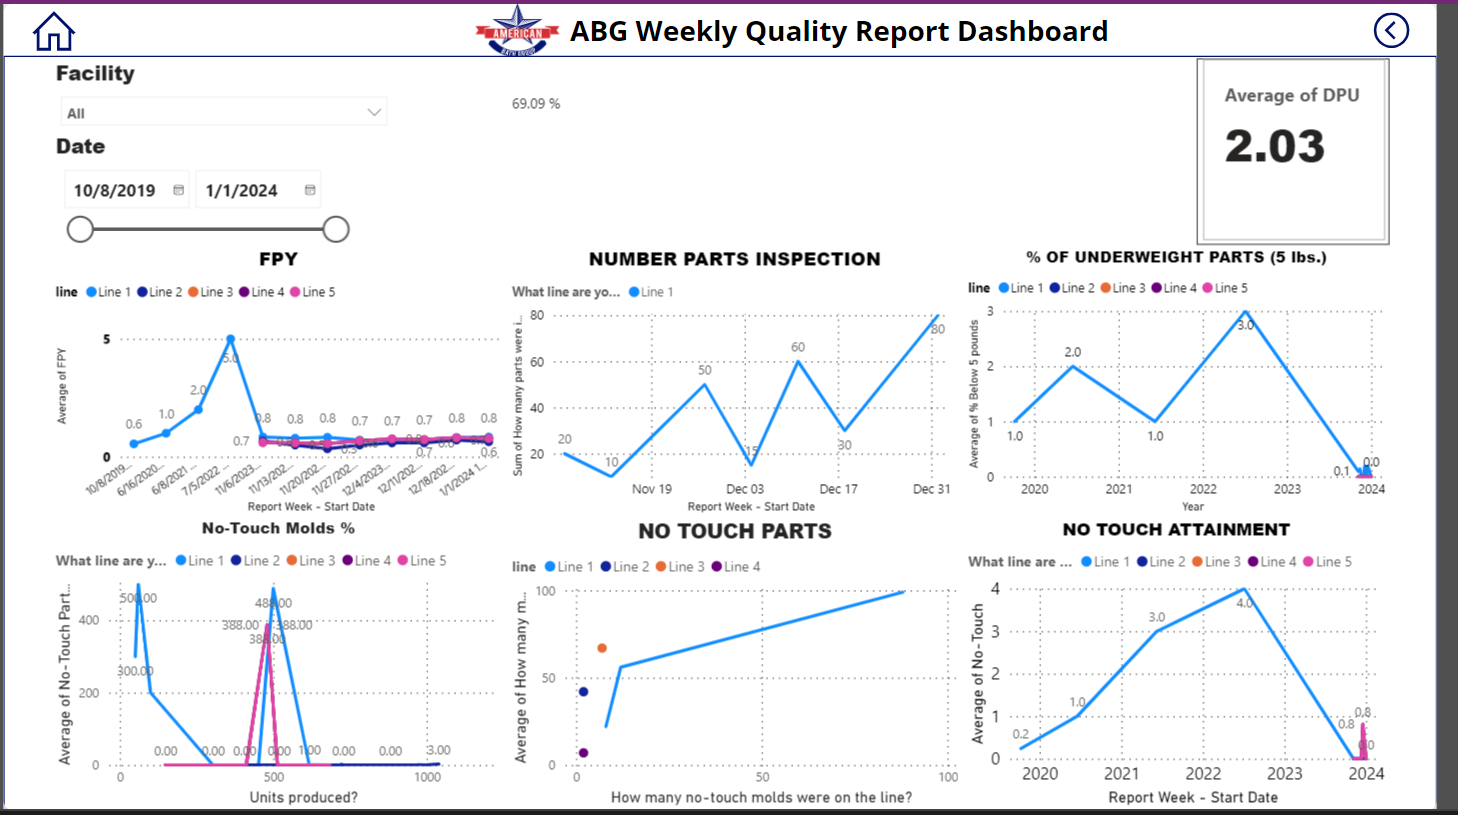 AMERICAN
BATH GROUP
ABG Weekly Quality Report Dashboard
Facility
All
Date
10/8/2019
1/1/2024
69.09 %
Average of DPU
2.03
FPY
line Line 1 Line 2 Line 3 Line 4 Line 5
Average of FPY
5
0
0.6
1.0
2.0
5.0
0.7
0.8 0.8 0.8 0.7 0.7 0.7 0.8 0.8
0.7
0.6
10/8/2019...
6/16/2020...
6/8/2021 ...
7/5/2022 ...
11/6/2023...
11/13/202...
11/20/202...
11/27/202...
12/4/2023...
12/11/202...
12/18/202...
1/1/2024 1...
Report Week - Start Date
NUMBER PARTS INSPECTION
What line are yo... Line 1
Sum of How many parts were i...
80
60
40
20
20
10
50
15
60
30
80
Nov 19
Dec 03
Dec 17
Dec 31
Report Week - Start Date
% OF UNDERWEIGHT PARTS (5 lbs.)
line Line 1 Line 2 Line 3 Line 4 Line 5
Average of % Below 5 pounds
3
2
1
0
1.0
2.0
1.0
3.0
0.1
0.0
2020
2021
2022
2023
2024
Year
No-Touch Molds %
What line are y... Line 1 Line 2 Line 3 Line 4 Line 5
Average of No-Touch Part...
400
200
0
500.00
300.00
488.00
388.00
388.00
0.00
0.00
0.00
0.00
1.00
0.00
0.00
3.00
0
500
1000
Units produced?
NO TOUCH PARTS
line Line 1 Line 2 Line 3 Line 4
Average of How many m...
100
50
0
0
50
100
How many no-touch molds were on the line?
NO TOUCH ATTAINMENT
What line are ... Line 1 Line 2 Line 3 Line 4 Line 5
Average of No-Touch
4
3
2
1
0
0.2
1.0
3.0
4.0
0.8
0.8
0.0
2020
2021
2022
2023
2024
Report Week - Start Date